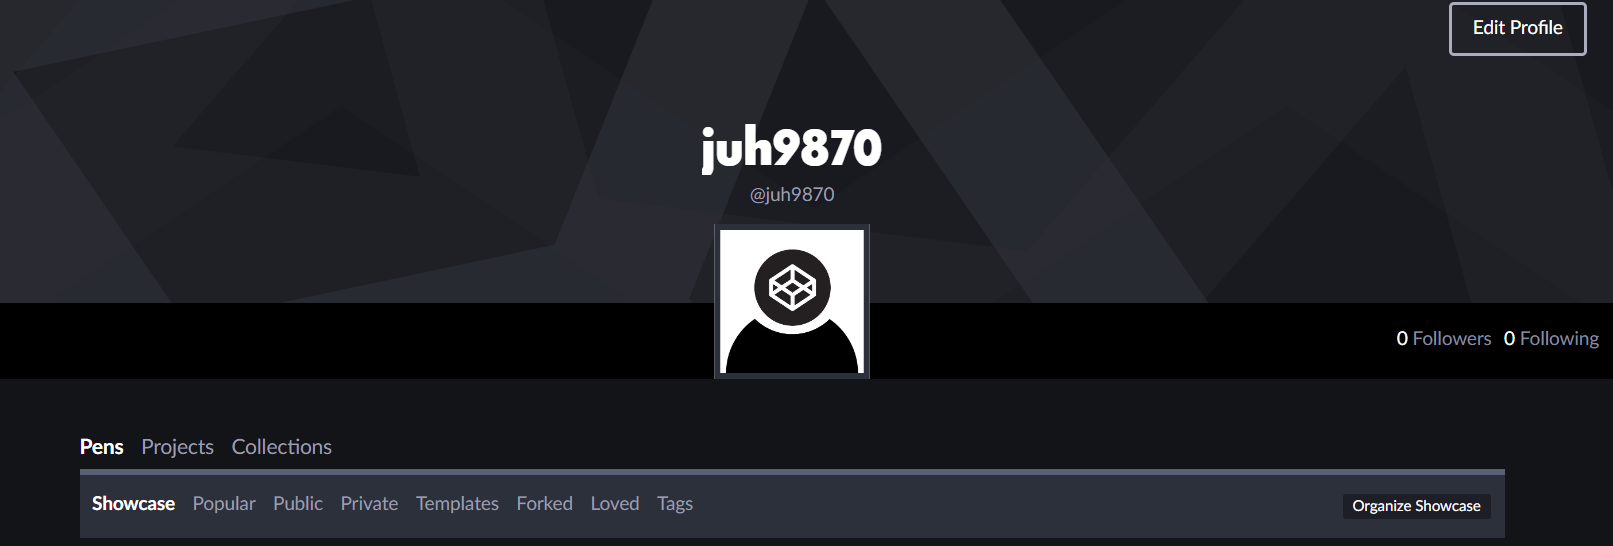 Edit Profile
juh9870
@juh9870
0 Followers 0 Following
Pens Projects Collections
Showcase Popular Public Private Templates Forked Loved Tags Organize Showcase